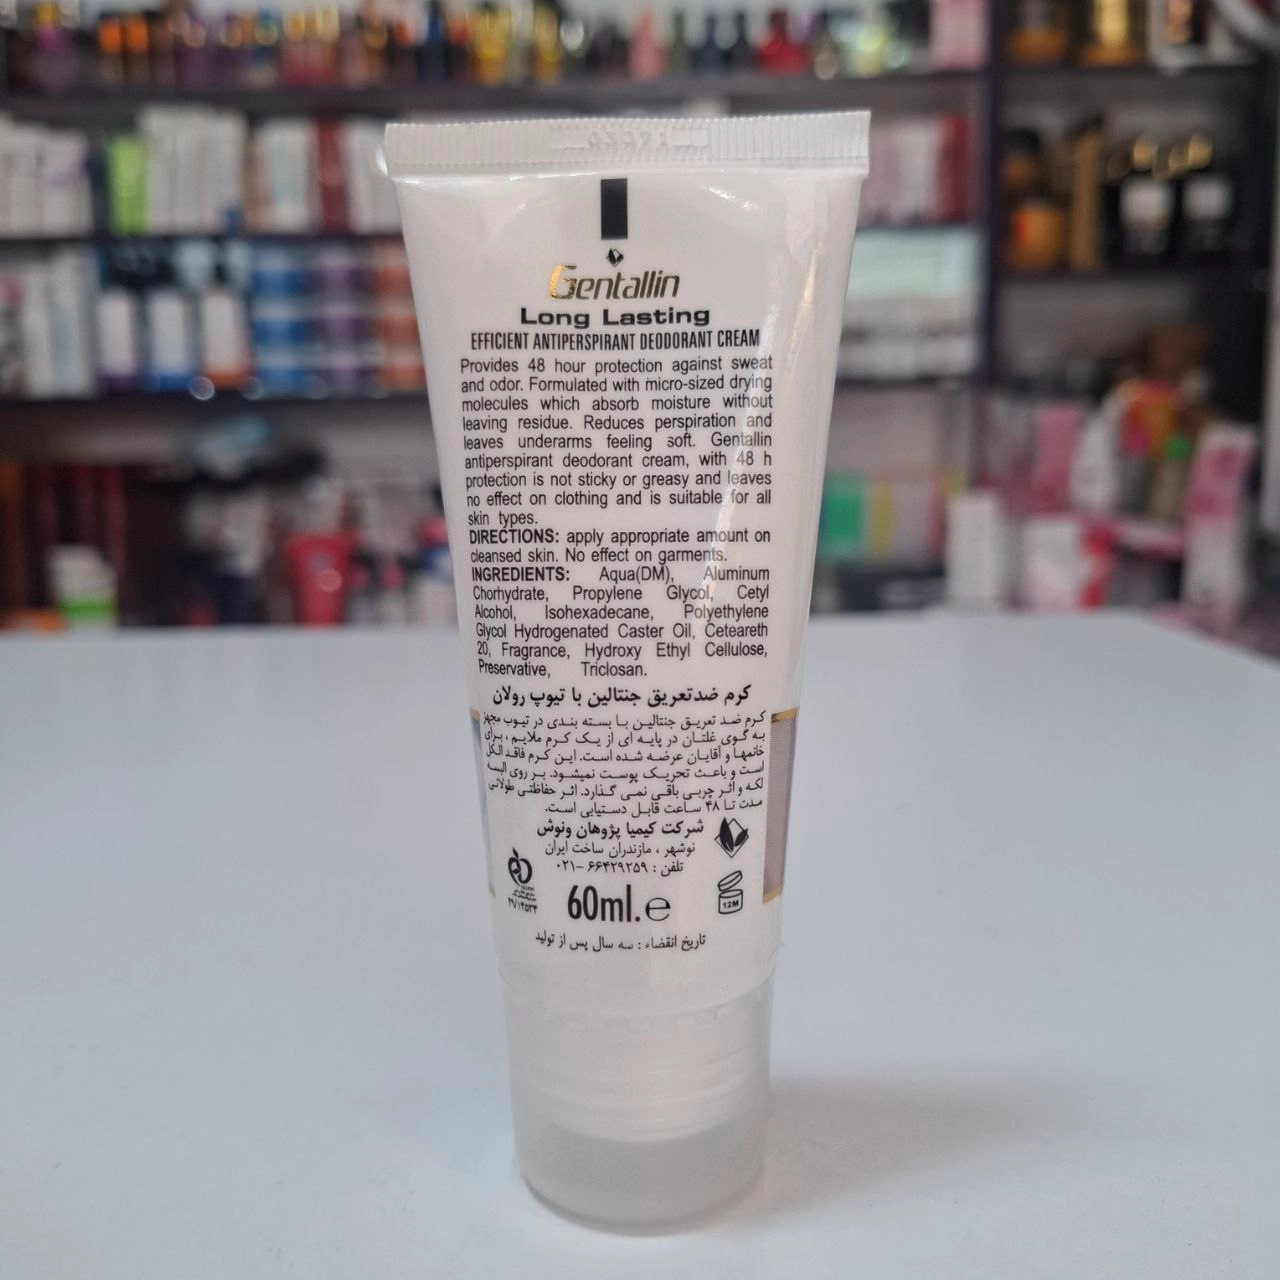 Gentallin
Long Lasting
EFFICIENT ANTIPERSPIRANT DEODORANT CREAM
Provides 48 hour protection against sweat
and odor. Formulated with micro-sized drying
molecules which absorb moisture without
leaving residue. Reduces perspiration and
leaves underarms feeling soft. Gentallin
antiperspirant deodorant cream, with 48 h
protection is not sticky or greasy and leaves
no effect on clothing and is suitable for all
skin types.
DIRECTIONS: apply appropriate amount on
cleansed skin. No effect on garments.
INGREDIENTS: Aqua(DM), Aluminum
Chorhydrate, Propylene Glycol, Cetyl
Alcohol, Isohexadecane, Polyethylene
Glycol Hydrogenated Caster Oil, Ceteareth
20, Fragrance, Hydroxy Ethyl Cellulose,
Preservative, Triclosan.
کرم ضدتعریق جنتالین با تیوپ رولان
کرم ضد تعریق جنتالین با بسته بندی در تیوب مجهز
به گوی غلتان در پایه ای از یک کرم ملایم، برای
خانمها و آقایان عرضه شده است. این کرم فاقد الکل
است و باعث تحریک پوست نمیشود. بر روی البسه
لکه و اثر چربی باقی نمی گذارد. اثر حفاظتی طولانی
مدت تا ۴۸ ساعت قابل دستیابی است.
شرکت کیمیا پژوهان ونوش
نوشهر ، مازندران ساخت ایران
تلفن : ۶۶۴۲۹۲۵۹ –۰۲۱
12M
60ml.e
تاریخ انقضاء : سه سال پس از تولید